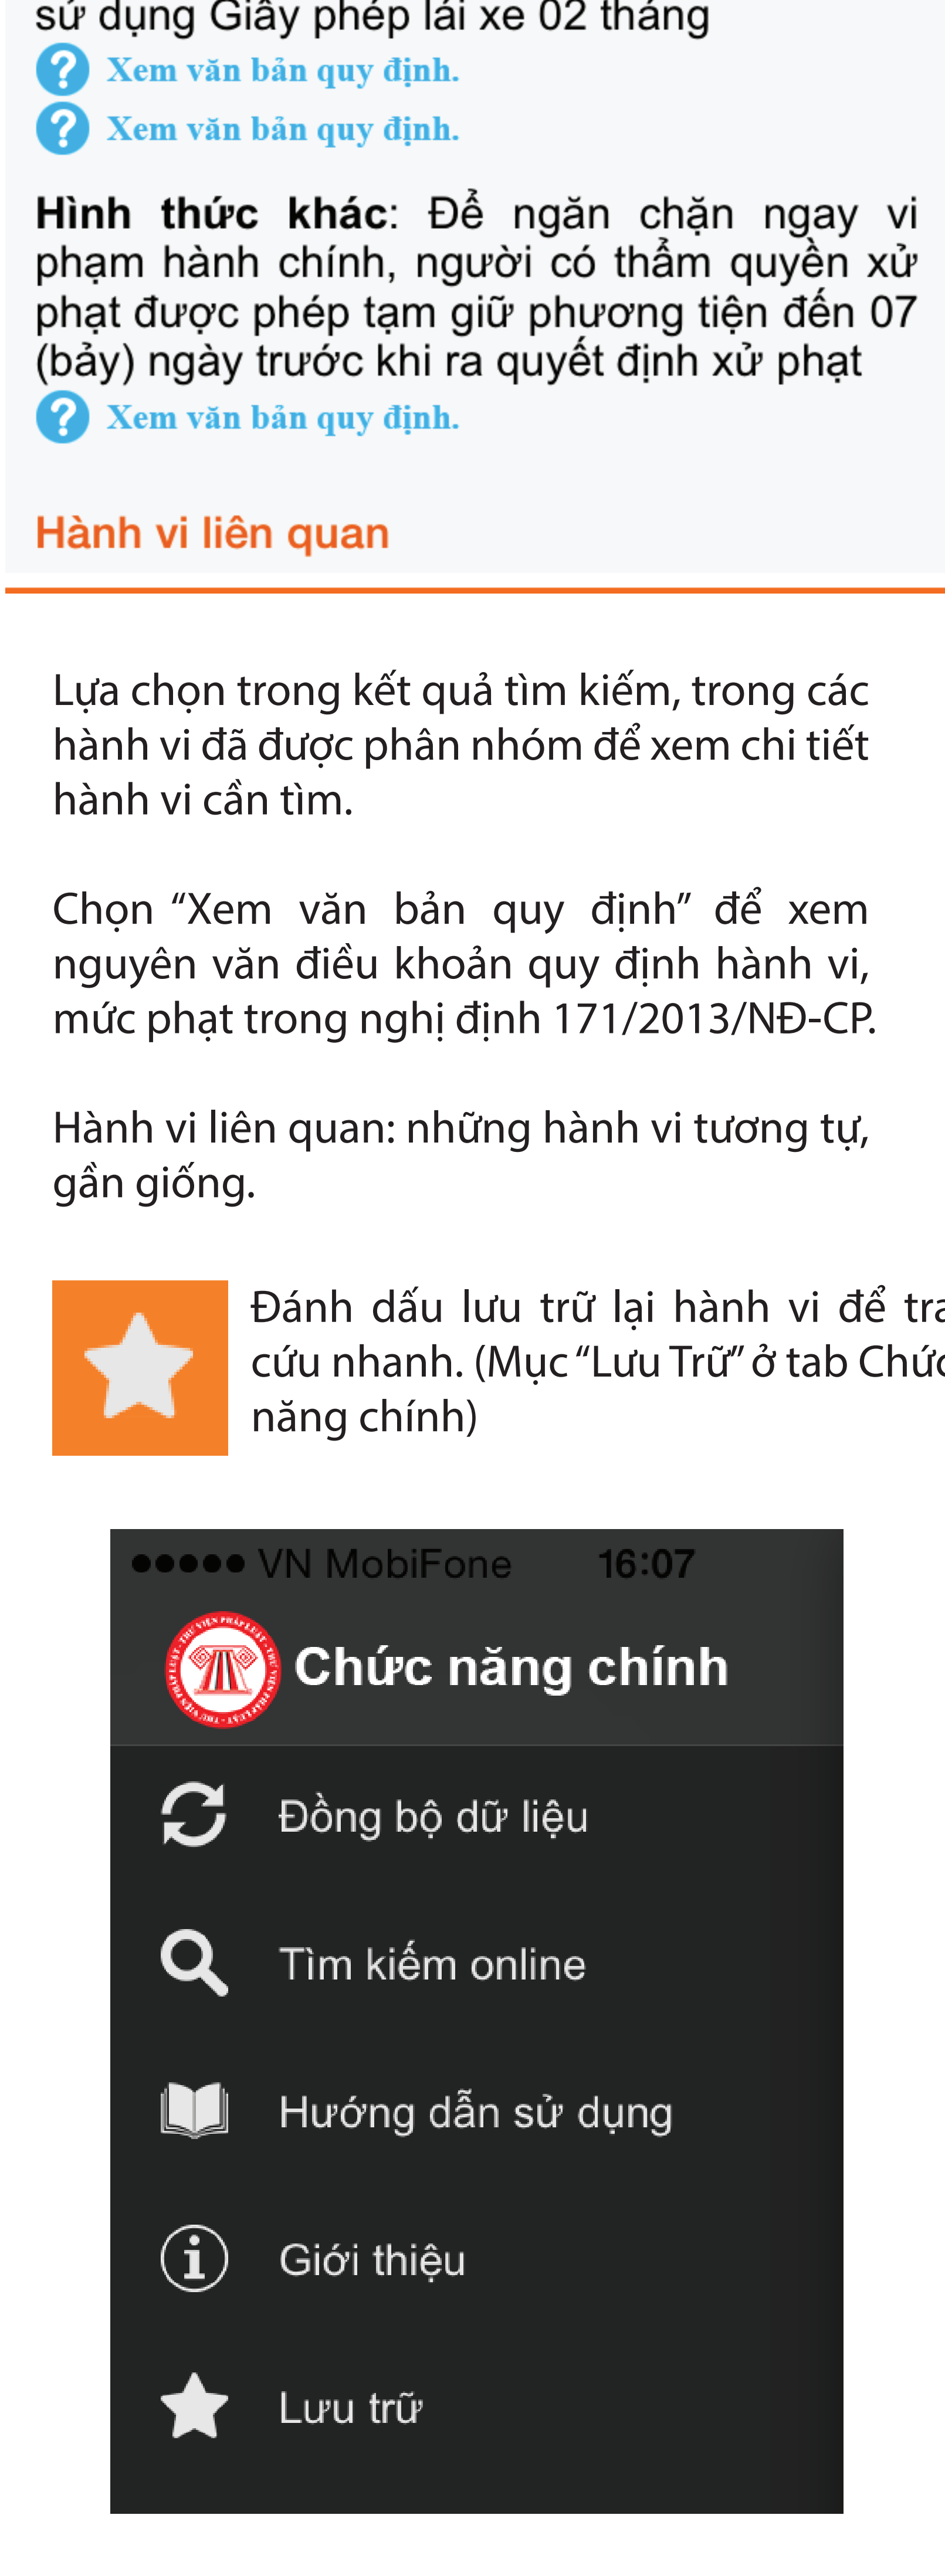 sử dụng Giấy phép lái xe 02 tháng
Xem văn bản quy định.
Xem văn bản quy định.
Hình thức khác: Để ngăn chặn ngay vi
phạm hành chính, người có thẩm quyền xử
phạt được phép tạm giữ phương tiện đến 07
(bảy) ngày trước khi ra quyết định xử phạt
Xem văn bản quy định.
Hành vi liên quan
Lựa chọn trong kết quả tìm kiếm, trong các
hành vi đã được phân nhóm để xem chi tiết
hành vi cần tìm.
Chọn “Xem văn bản quy định” để xem
nguyên văn điều khoản quy định hành vi,
mức phạt trong nghị định 171/2013/NĐ-CP.
Hành vi liên quan: những hành vi tương tự,
gần giống.
Đánh dấu lưu trữ lại hành vi để tra
cứu nhanh. (Mục “Lưu Trữ” ở tab Chức
năng chính)
VN MobiFone 16:07
THƯ VIỆN PHÁP LUẬT
Chức năng chính
Đồng bộ dữ liệu
Tìm kiếm online
Hướng dẫn sử dụng
Giới thiệu
Lưu trữ